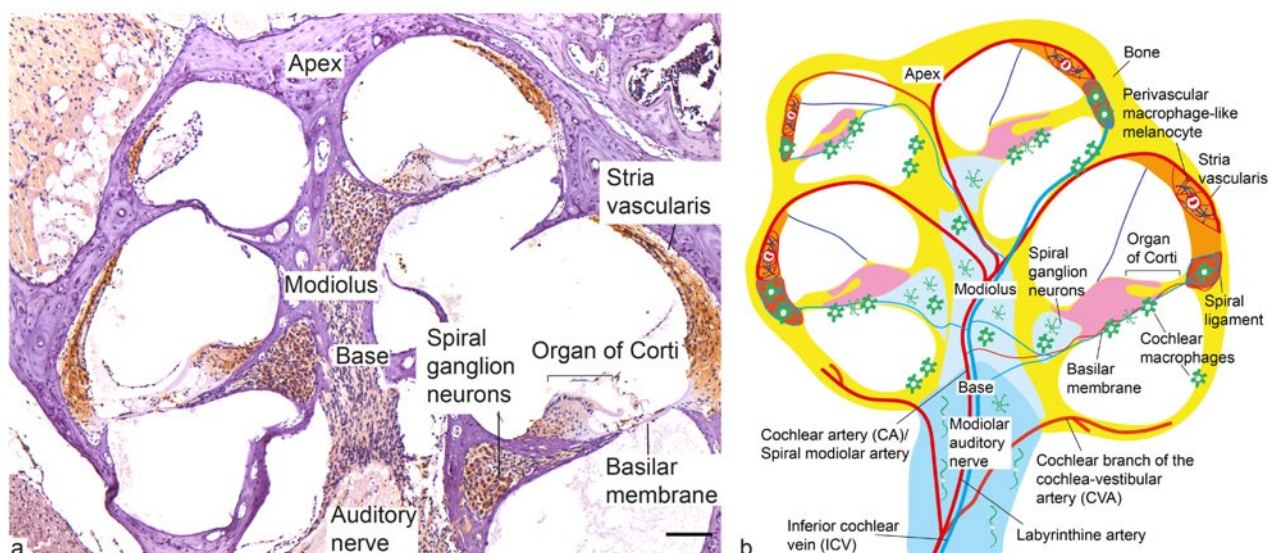 Apex
Stria
vascularis
Modiolus
Base
Spiral
ganglion
neurons
Organ of Corti
Basilar
membrane
Auditory
nerve
a
Apex
Bone
Perivascular
macrophage-like
melanocyte
Stria
vascularis
Spiral
ganglion
neurons
Organ
of Corti
Modiolus
Spiral
ligament
Cochlear
macrophages
Basilar
membrane
Base
Cochlear artery (CA)/
Spiral modiolar artery
Modiolar
auditory
nerve
Cochlear branch of the
cochlea-vestibular
artery (CVA)
Inferior cochlear
vein (ICV)
Labyrinthine artery
b